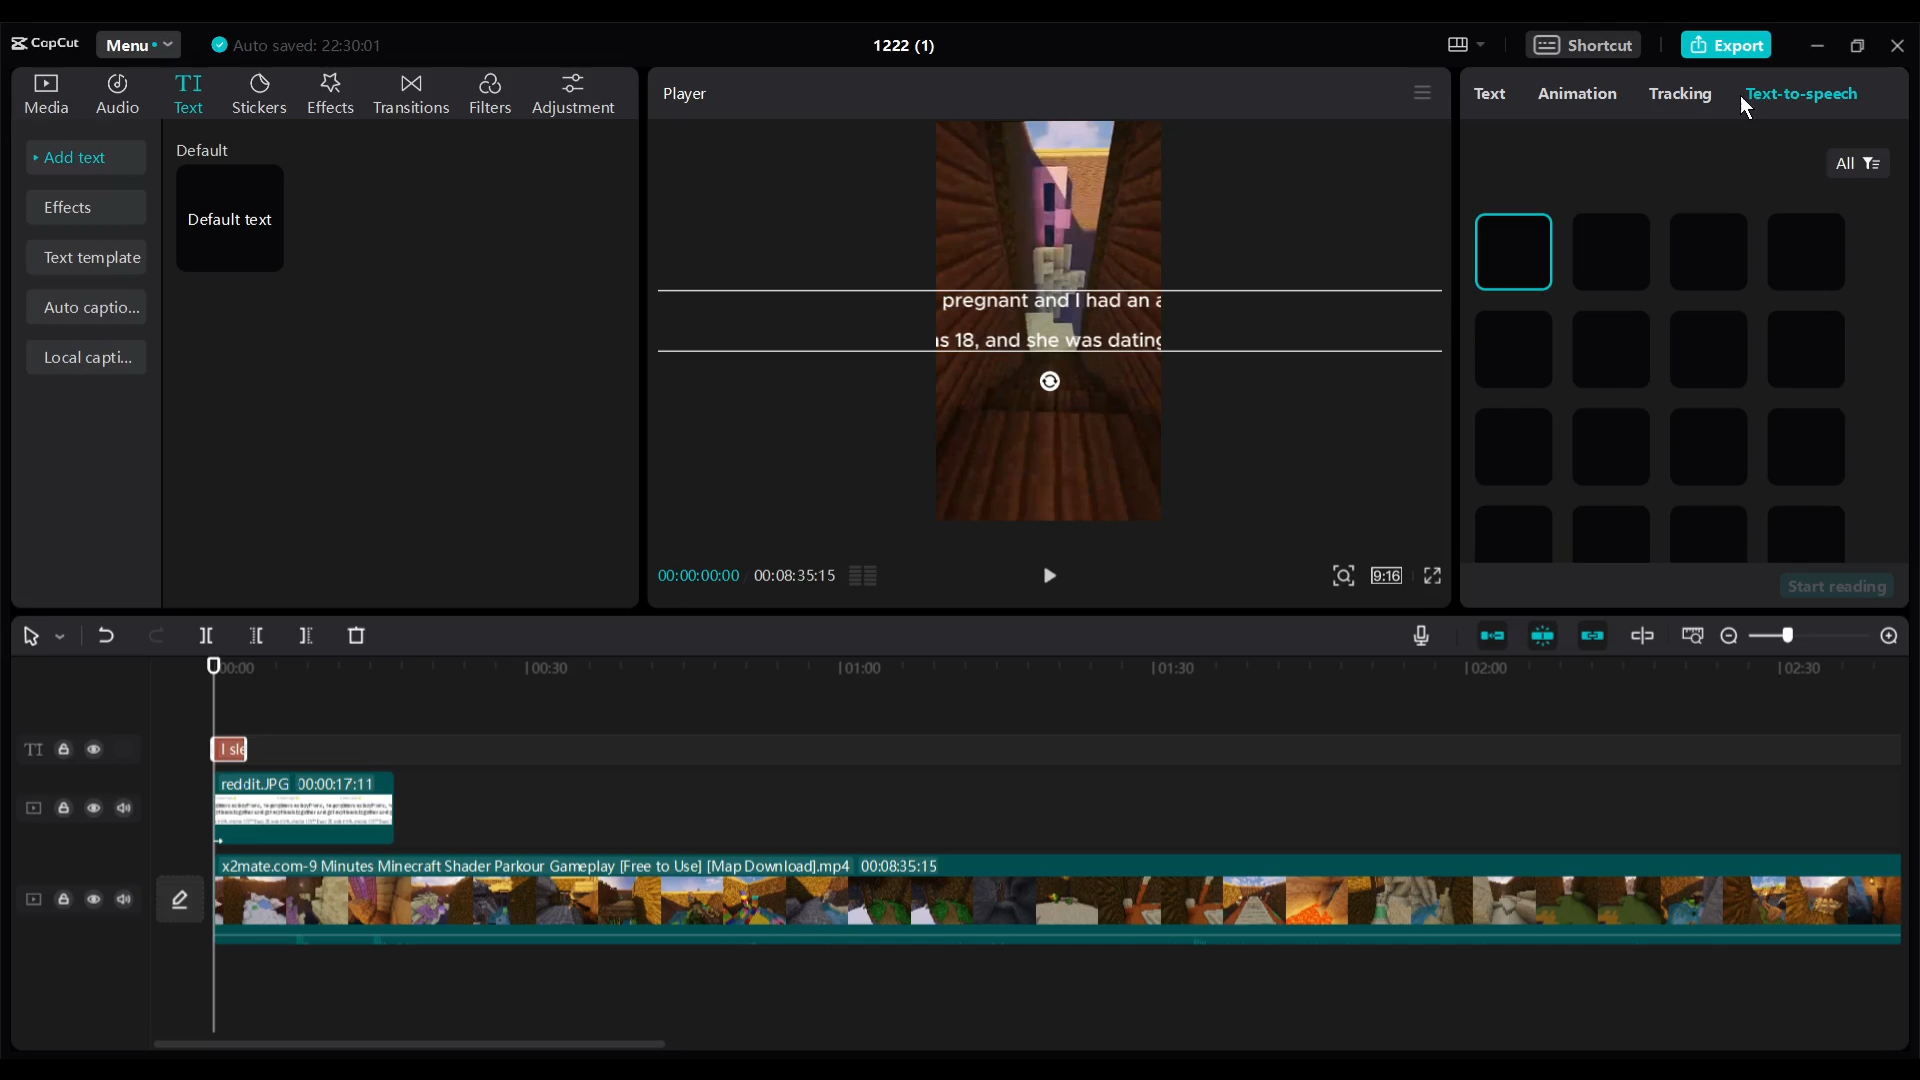 CapCut
Menu
Auto saved: 22:30:01
1222 (1)
Shortcut
Export
Media
Audio
TI
Text
Stickers
Effects
Transitions
Filters
Adjustment
Player
Text
Animation
Tracking
Text-to-speech
Add text
Effects
Text template
Auto captio...
Local capti...
Default
Default text
All
pregnant and I had an a
is 18, and she was dating
00:00:00:00
00:08:35:15
9:16
Start reading
00:00
00:30
01:00
01:30
02:00
02:30
TI
I sle
reddit.JPG 00:00:17:11
x2mate.com-9 Minutes Minecraft Shader Parkour Gameplay [Free to Use] [Map Download].mp4 00:08:35:15